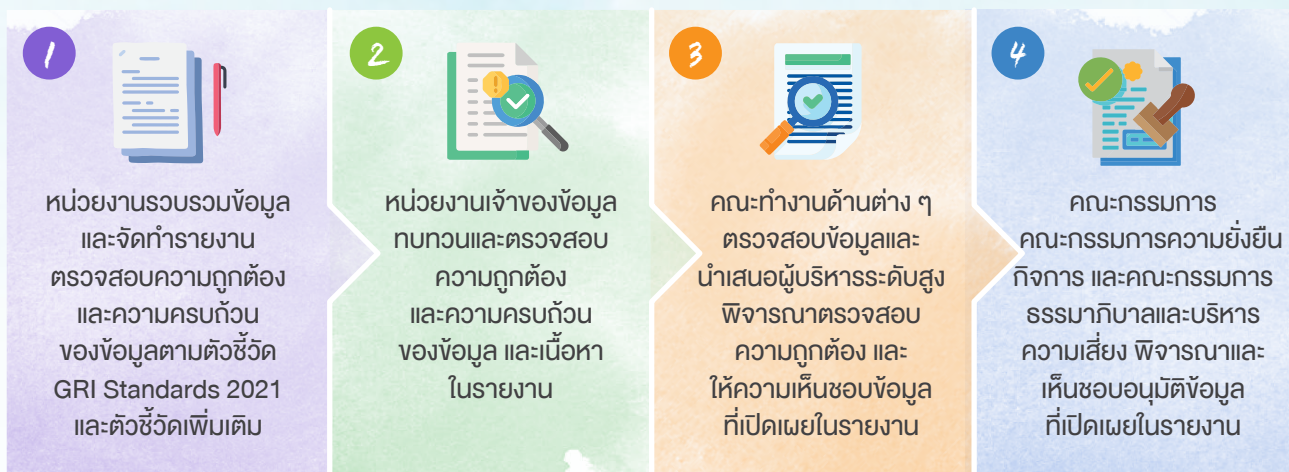 1
หน่วยงานรวบรวมข้อมูล
และจัดทำรายงาน
ตรวจสอบความถูกต้อง
และความครบถ้วน
ของข้อมูลตามตัวชี้วัด
GRI Standards 2021
และตัวชี้วัดเพิ่มเติม
2
หน่วยงานเจ้าของข้อมูล
ทบทวนและตรวจสอบ
ความถูกต้อง
และความครบถ้วน
ของข้อมูล และเนื้อหา
ในรายงาน
3
คณะทำงานด้านต่าง ๆ
ตรวจสอบข้อมูลและ
นำเสนอผู้บริหารระดับสูง
พิจารณาตรวจสอบ
ความถูกต้อง และ
ให้ความเห็นชอบข้อมูล
ที่เปิดเผยในรายงาน
4
คณะกรรมการ
คณะกรรมการความยั่งยืน
กิจการ และคณะกรรมการ
ธรรมาภิบาลและบริหาร
ความเสี่ยง พิจารณาและ
เห็นชอบอนุมัติข้อมูล
ที่เปิดเผยในรายงาน